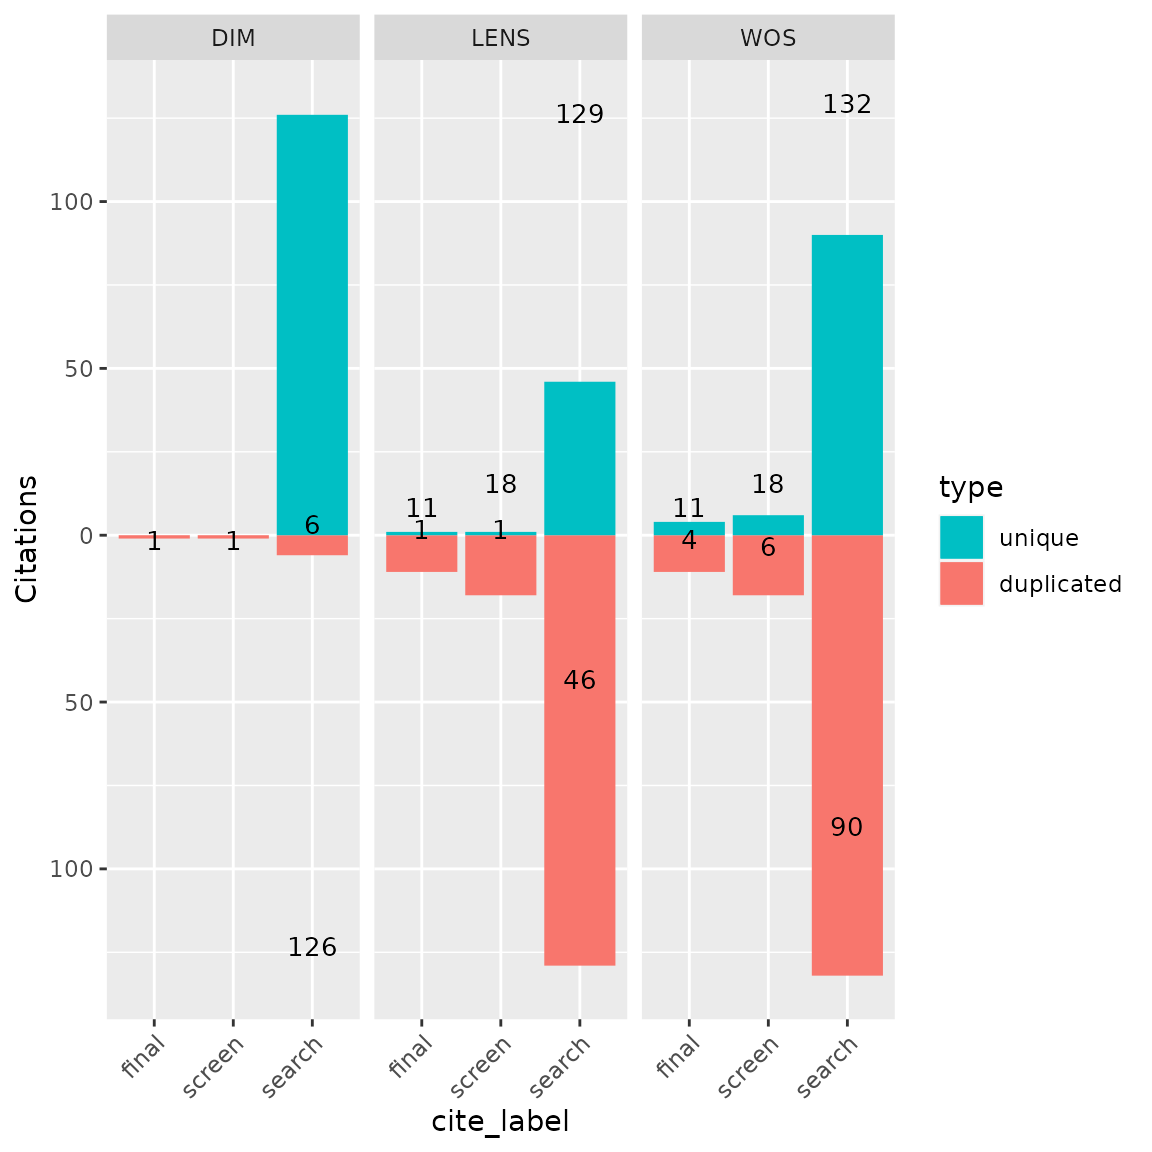 DIM LENS WOS
129 132
100
50
18 18
11 11
6
1 1 1 1 4 6
0
46
50
90
100
126
Citations
final screen search final screen search final screen search
cite_label
type
unique
duplicated